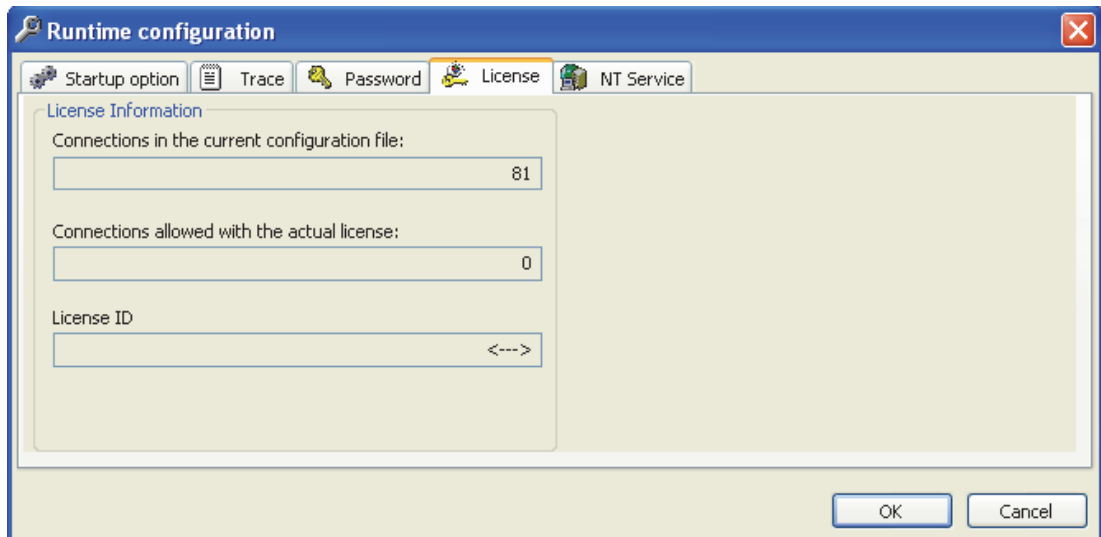 Runtime configuration
Startup option Trace Password License NT Service
License Information
Connections in the current configuration file:
81
Connections allowed with the actual license:
0
License ID
<--->
OK Cancel